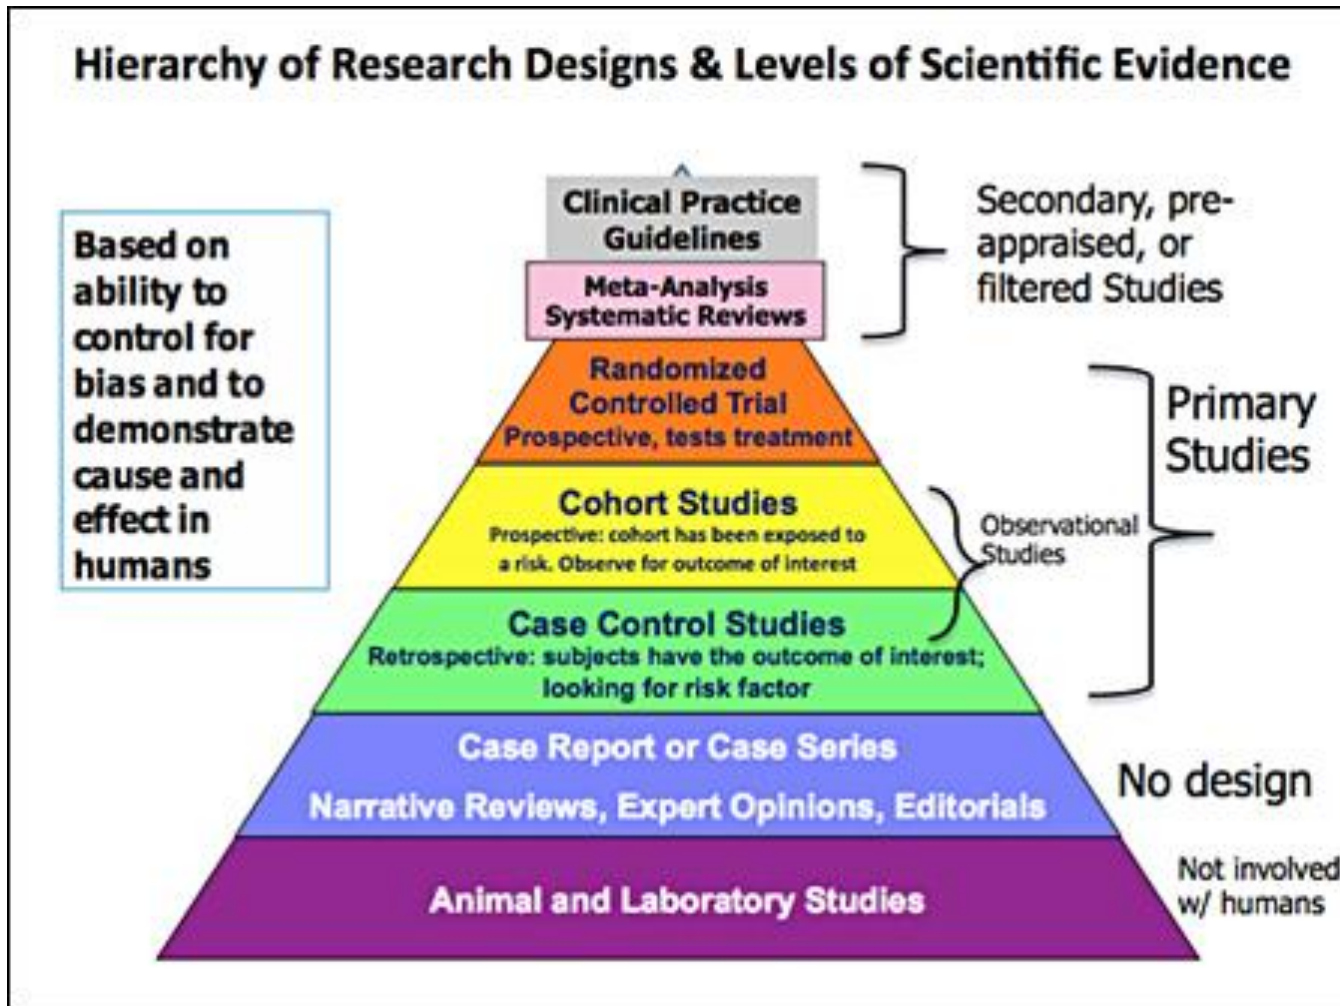 Hierarchy of Research Designs & Levels of Scientific Evidence
Based on
ability to
control for
bias and to
demonstrate
cause and
effect in
humans
Clinical Practice
Guidelines
Meta-Analysis
Systematic Reviews
Secondary, pre-
appraised, or
filtered Studies
Randomized
Controlled Trial
Prospective, tests treatment
Primary
Studies
Cohort Studies
Prospective: cohort has been exposed to
a risk. Observe for outcome of interest
Observational
Studies
Case Control Studies
Retrospective: subjects have the outcome of interest;
looking for risk factor
Case Report or Case Series
Narrative Reviews, Expert Opinions, Editorials
No design
Animal and Laboratory Studies
Not involved
w/ humans